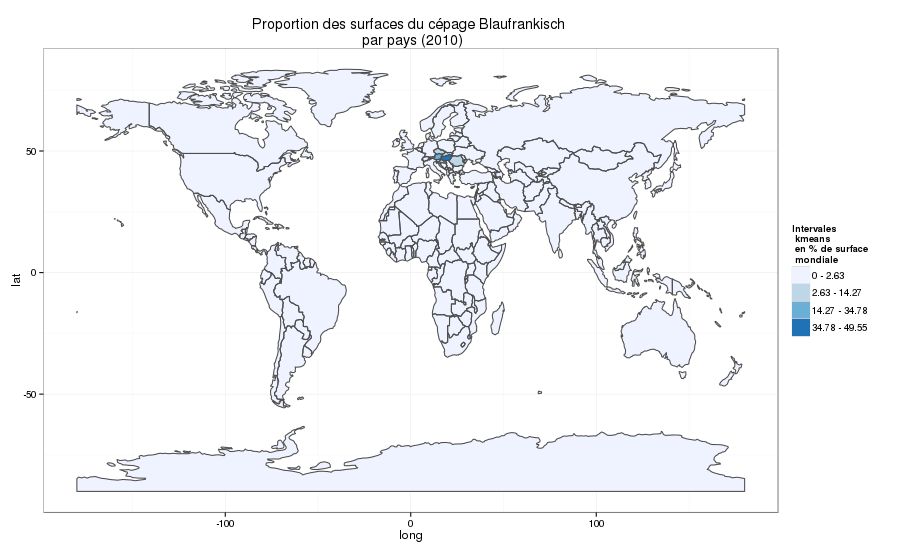 Proportion des surfaces du cépage Blaufrankisch
par pays (2010)
50
0
-50
lat
-100
0
100
long
Intervales
kmeans
en % de surface
mondiale
0 - 2.63
2.63 - 14.27
14.27 - 34.78
34.78 - 49.55